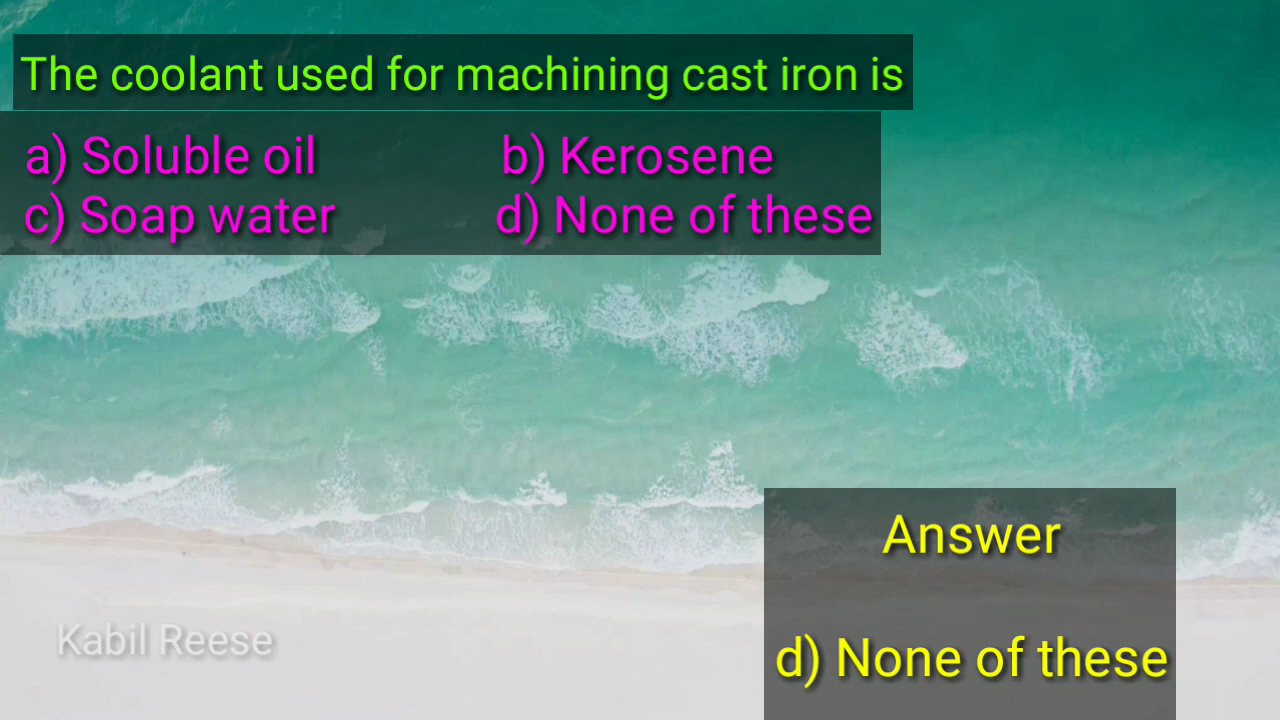 The coolant used for machining cast iron is
a) Soluble oil b) Kerosene
c) Soap water d) None of these
Answer
d) None of these
Kabil Reese